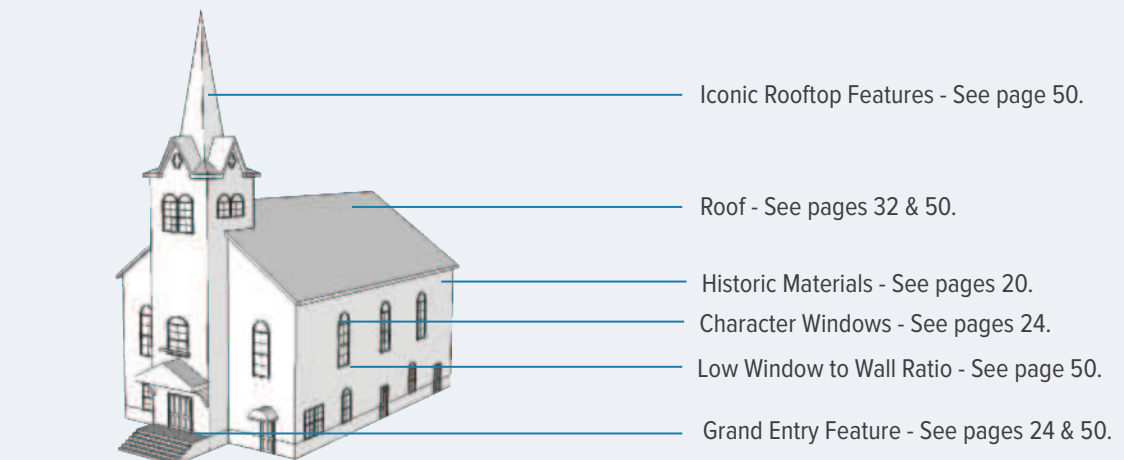 Iconic Rooftop Features - See page 50.
Roof - See pages 32 & 50.
Historic Materials - See pages 20.
Character Windows - See pages 24.
Low Window to Wall Ratio - See page 50.
Grand Entry Feature - See pages 24 & 50.